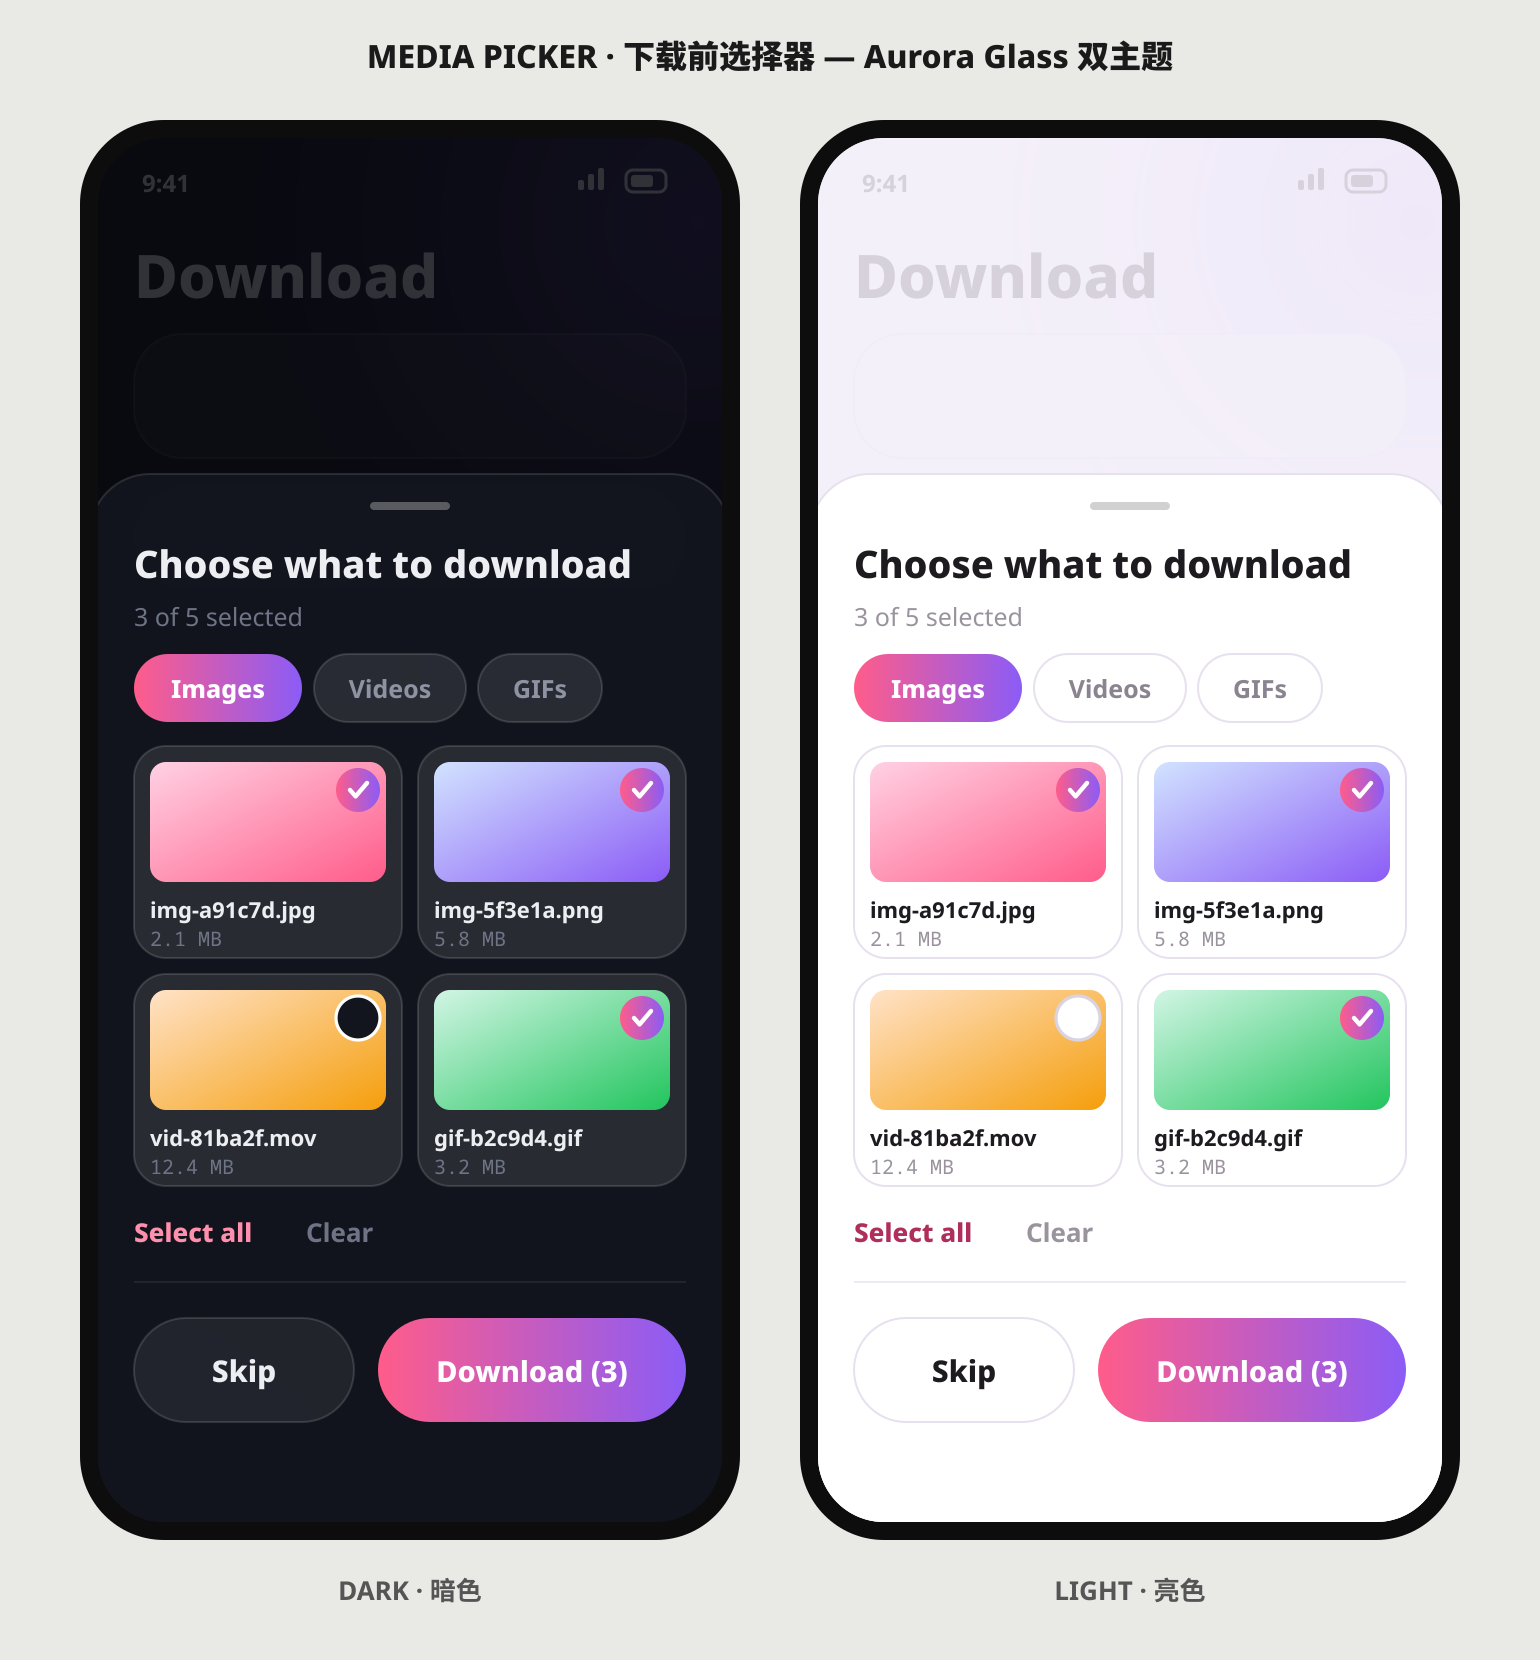 MEDIA PICKER · 下载前选择器 — Aurora Glass 双主题
9:41
Download
Choose what to download
3 of 5 selected
Images Videos GIFs
img-a91c7d.jpg img-5f3e1a.png
2.1 MB 5.8 MB
vid-81ba2f.mov gif-b2c9d4.gif
12.4 MB 3.2 MB
Select all Clear
Skip Download (3)
DARK · 暗色
9:41
Download
Choose what to download
3 of 5 selected
Images Videos GIFs
img-a91c7d.jpg img-5f3e1a.png
2.1 MB 5.8 MB
vid-81ba2f.mov gif-b2c9d4.gif
12.4 MB 3.2 MB
Select all Clear
Skip Download (3)
LIGHT · 亮色